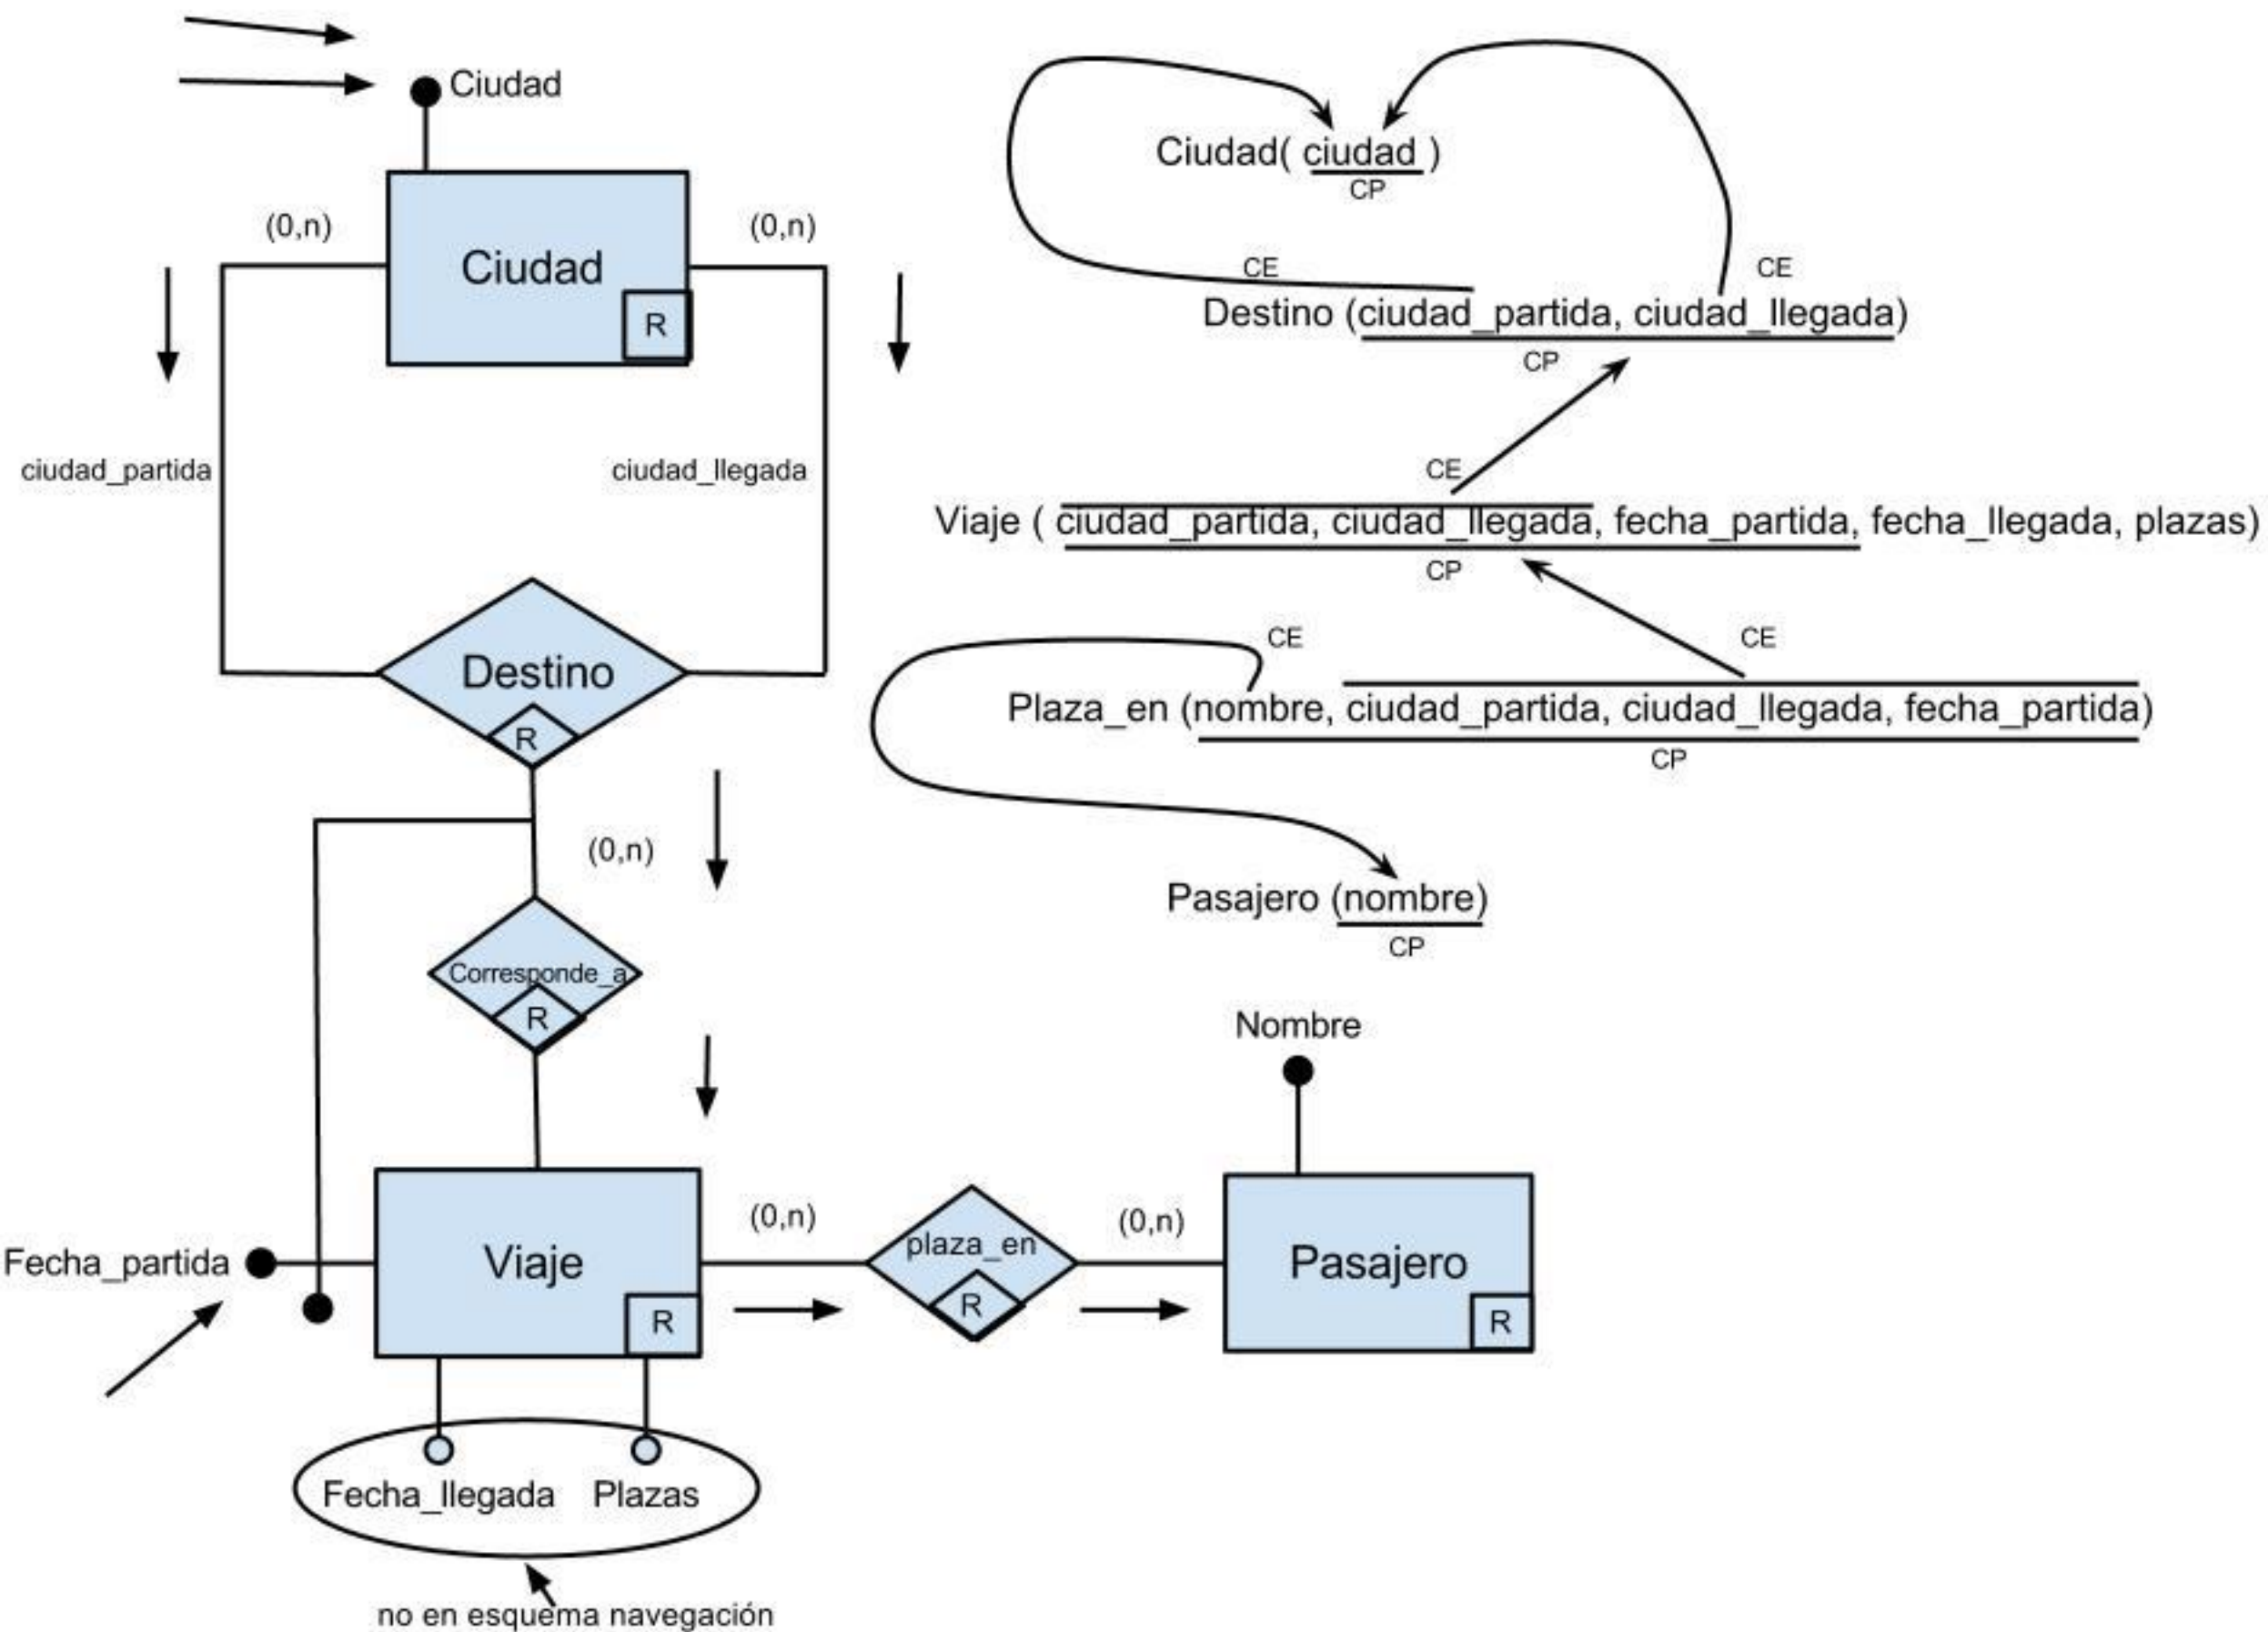 Ciudad
(0,n)
(0,n)
Ciudad
R
ciudad_partida
ciudad_llegada
Destino
R
(0,n)
Corresponde_a
R
Fecha_partida
Viaje
R
(0,n)
plaza_en
R
(0,n)
Nombre
Pasajero
R
Fecha_llegada
Plazas
no en esquema navegación
Ciudad( ciudad )
CP
CE
CE
Destino (ciudad_partida, ciudad_llegada)
CP
CE
Viaje ( ciudad_partida, ciudad_llegada, fecha_partida, fecha_llegada, plazas)
CP
CE
CE
Plaza_en (nombre, ciudad_partida, ciudad_llegada, fecha_partida)
CP
Pasajero (nombre)
CP